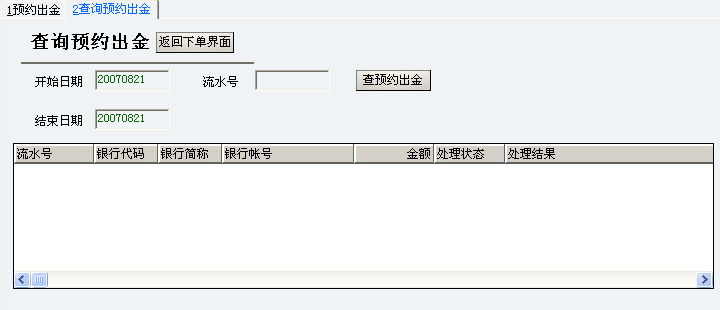 1预约出金 2查询预约出金
查询预约出金 返回下单界面
开始日期 20070821 流水号 查预约出金
结束日期 20070821
流水号 银行代码 银行简称 银行帐号 金额 处理状态 处理结果